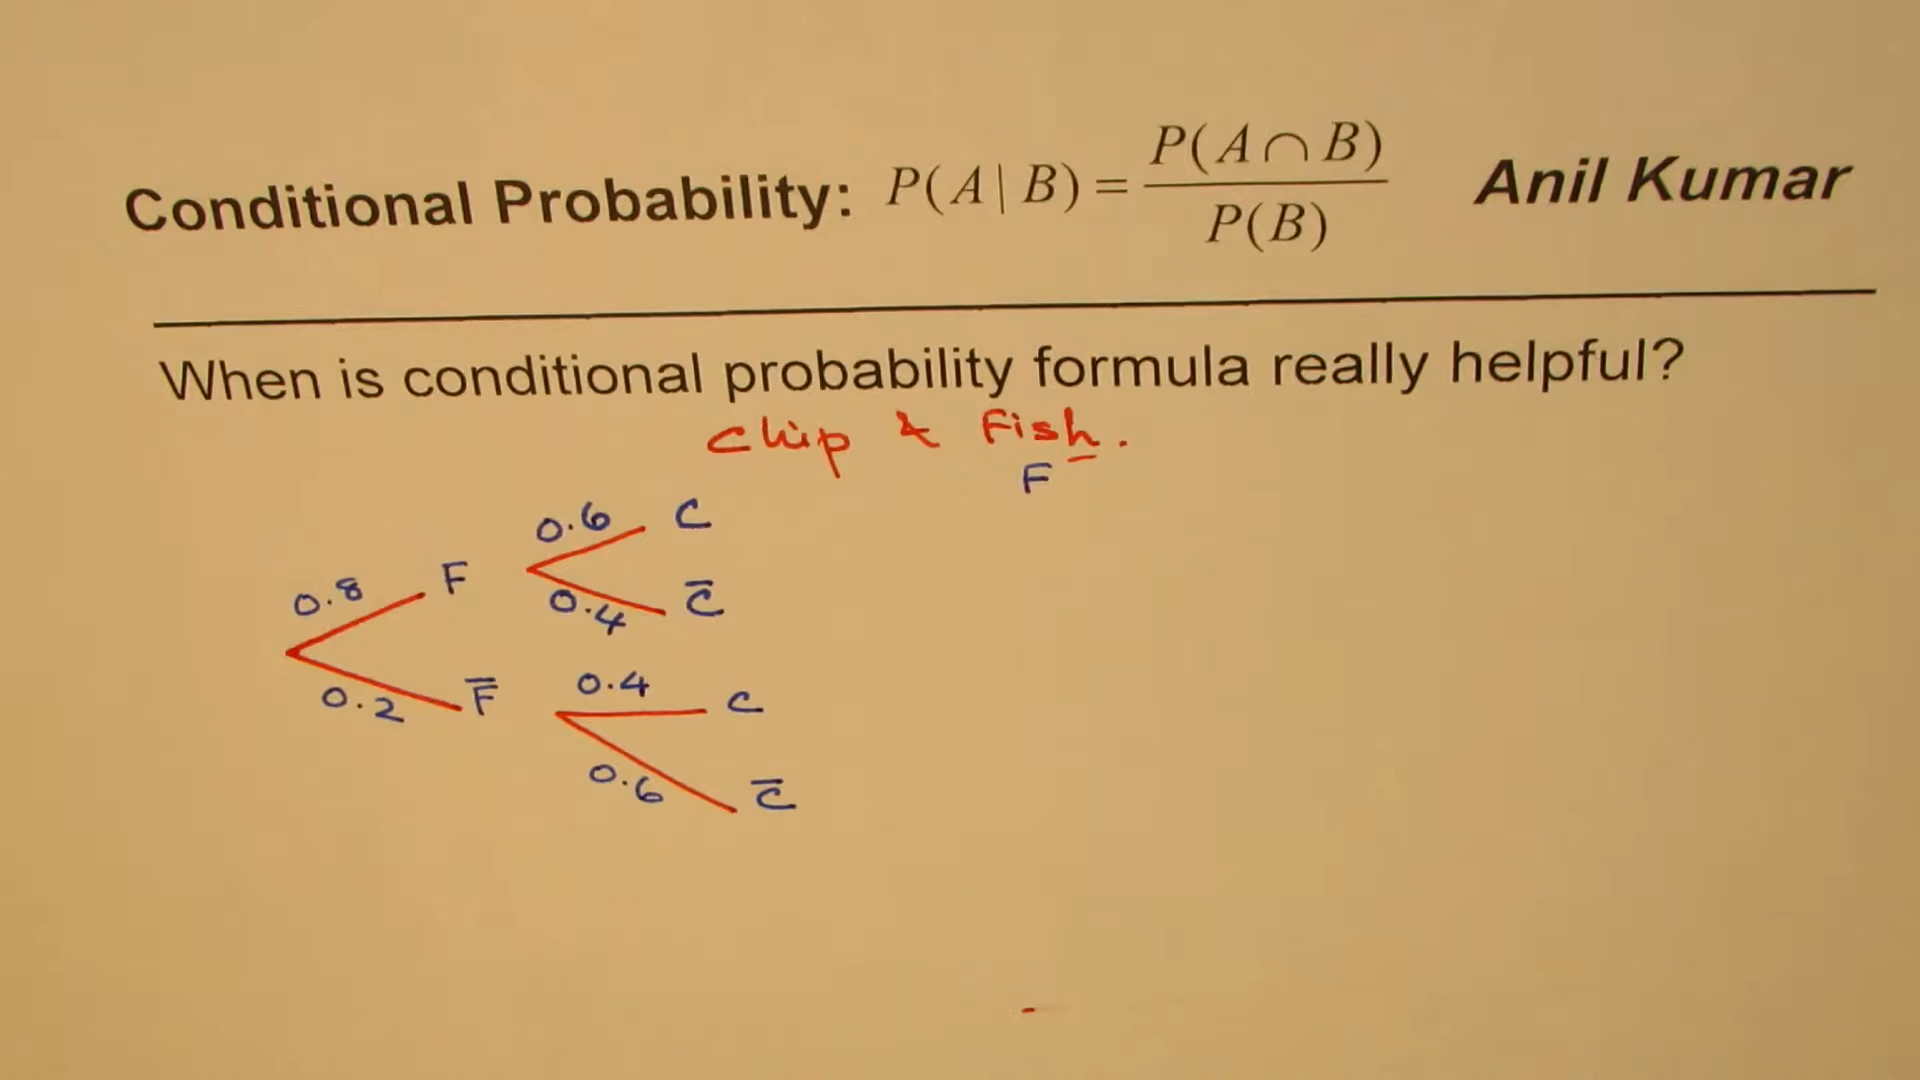 Conditional Probability: P(A|B) = P(A∩B) / P(B) Anil Kumar
When is conditional probability formula really helpful?
Chip & Fish.
F
0.6 C
0.8 F
0.4 C̅
0.4 C
0.2 F̅
0.6 C̅